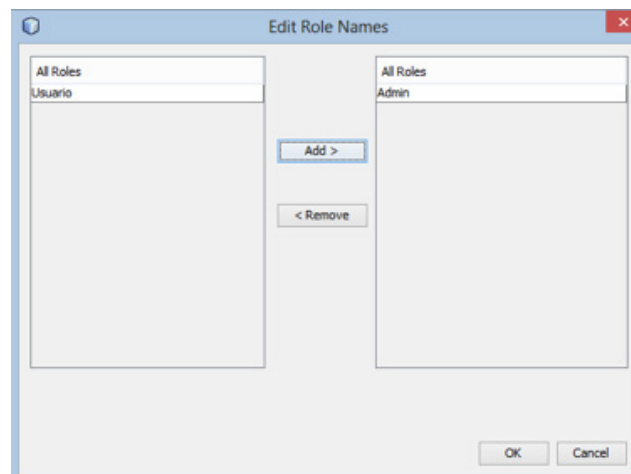 Edit Role Names
All Roles
Usuario
All Roles
Admin
Add >
< Remove
OK
Cancel